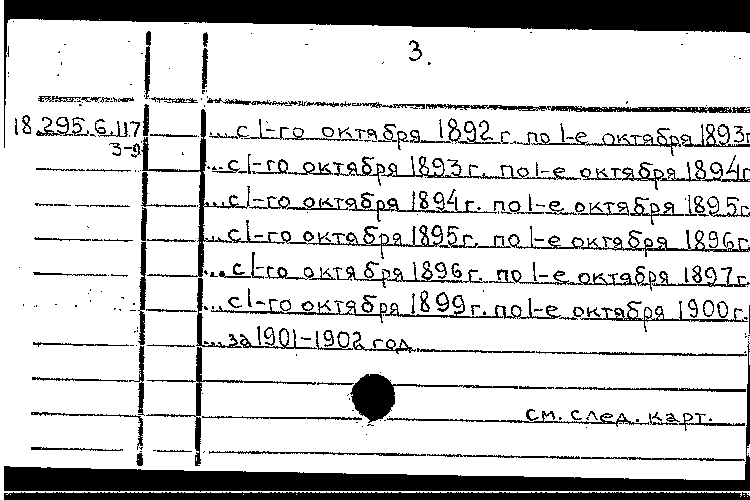 3.
18.295.6.117 ... с 1-го октября 1892 г. по 1-е октября 1893 г
3-9
... с 1-го октября 1893 г. по 1-е октября 1894 г
... с 1-го октября 1894 г. по 1-е октября 1895 г.
... с 1-го октября 1895 г. по 1-е октября 1896 г.
... с 1-го октября 1896 г. по 1-е октября 1897 г.
... с 1-го октября 1899 г. по 1-е октября 1900 г.
... за 1901-1902 год
см. след. карт.